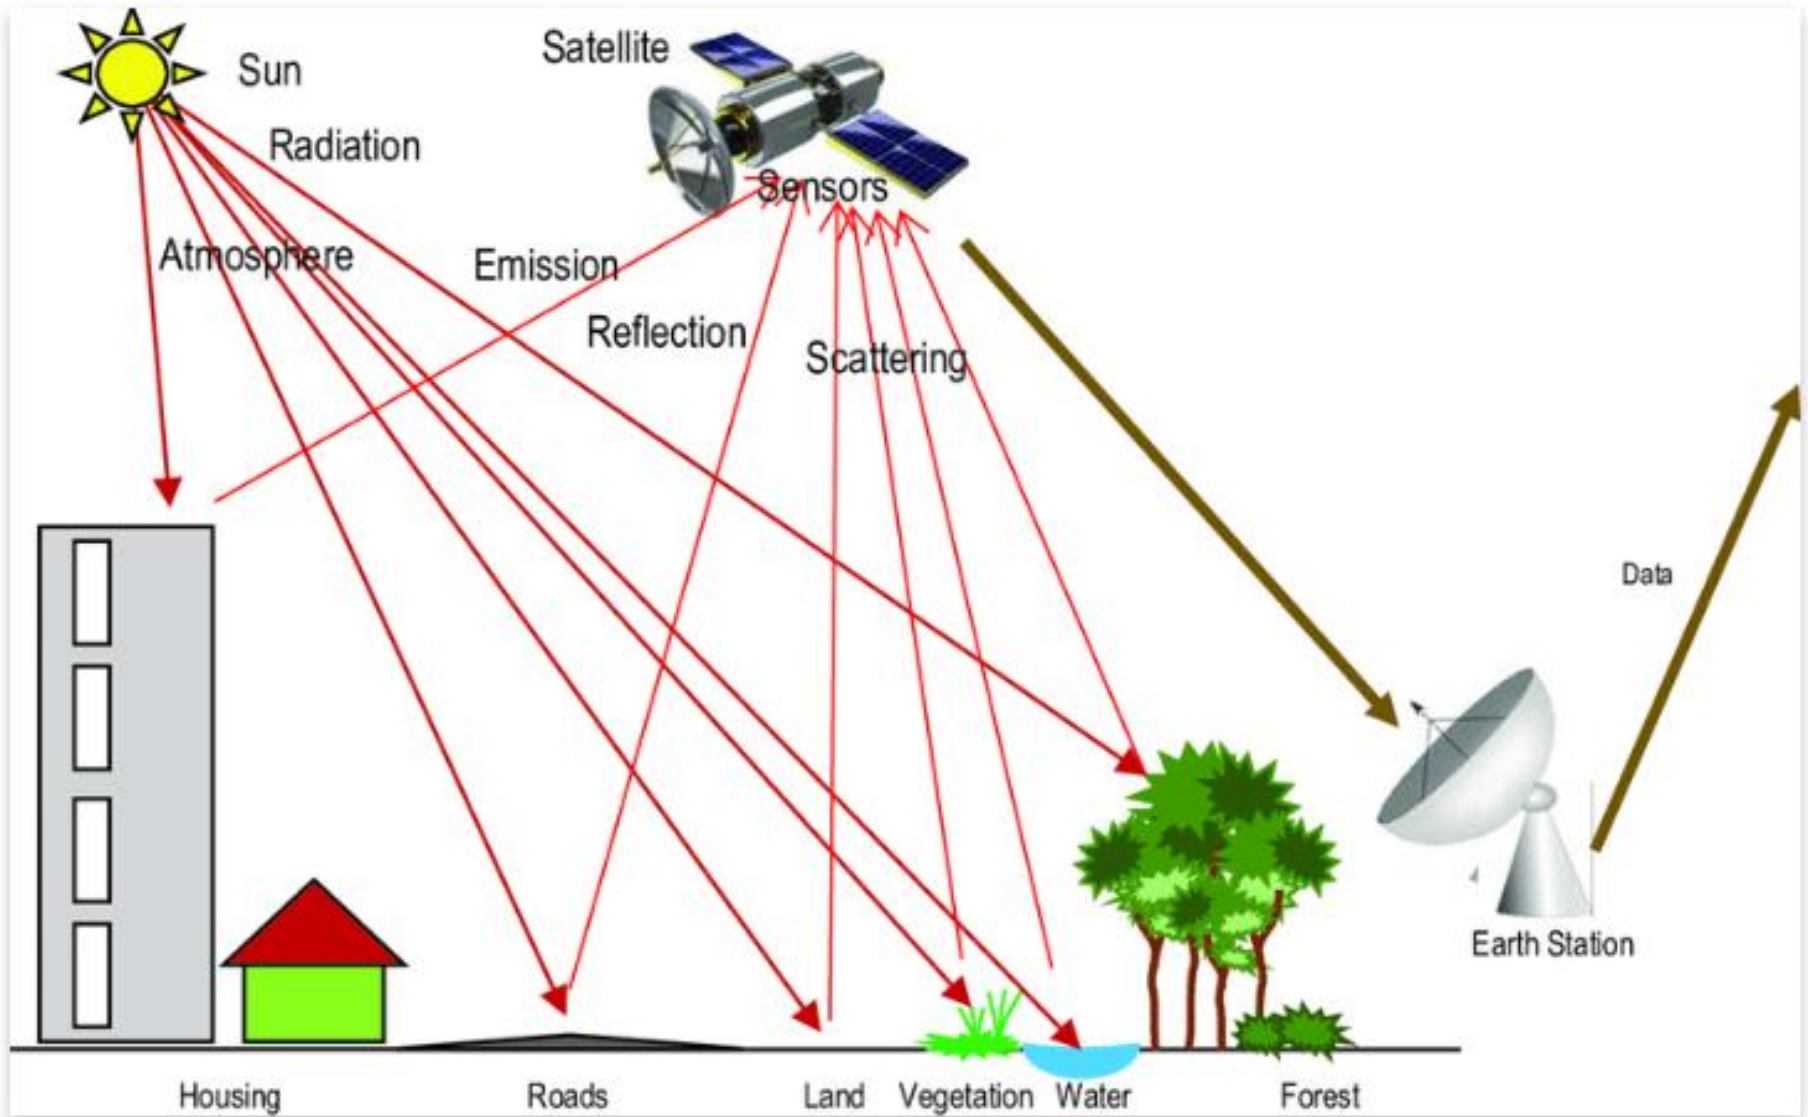 Satellite
Sun
Radiation
Sensors
Atmosphere
Emission
Reflection
Scattering
Data
Earth Station
Housing
Roads
Land
Vegetation
Water
Forest